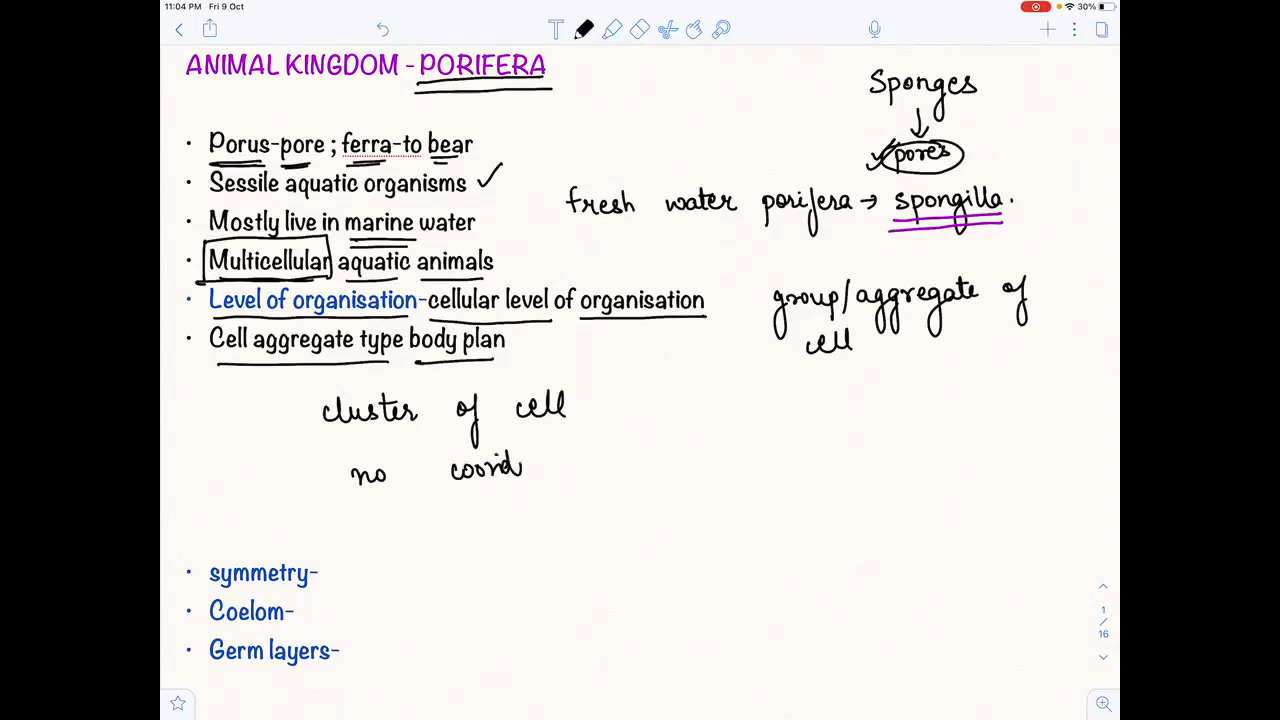 11:04 PM Fri 9 Oct
30%
ANIMAL KINGDOM - PORIFERA
Sponges
pores
• Porus-pore ; ferra-to bear
• Sessile aquatic organisms
fresh water porifera → spongilla.
• Mostly live in marine water
• Multicellular aquatic animals
• Level of organisation-cellular level of organisation
group/aggregate of
cell
• Cell aggregate type body plan
cluster of cell
no coord
• symmetry-
• Coelom-
• Germ layers-
1
/
16